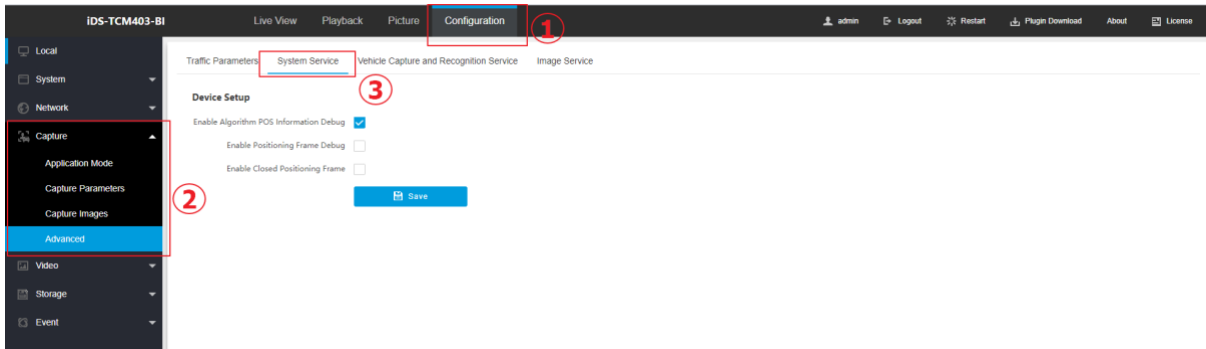 iDS-TCM403-BI Live View Playback Picture Configuration admin Logout Restart Plugin Download About License
①
Local
Traffic Parameters System Service Vehicle Capture and Recognition Service Image Service
③
System
Device Setup
Network
Enable Algorithm POS Information Debug
Capture
Enable Positioning Frame Debug
Application Mode
Enable Closed Positioning Frame
Capture Parameters
②
Save
Capture Images
Advanced
Video
Storage
Event